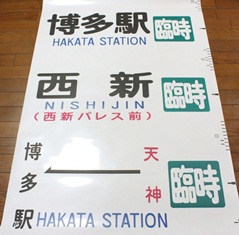 博多駅 臨時
HAKATA STATION
西新 臨時
NISHIJIN
(西新パレス前)
博多駅 天神 臨時
HAKATA STATION